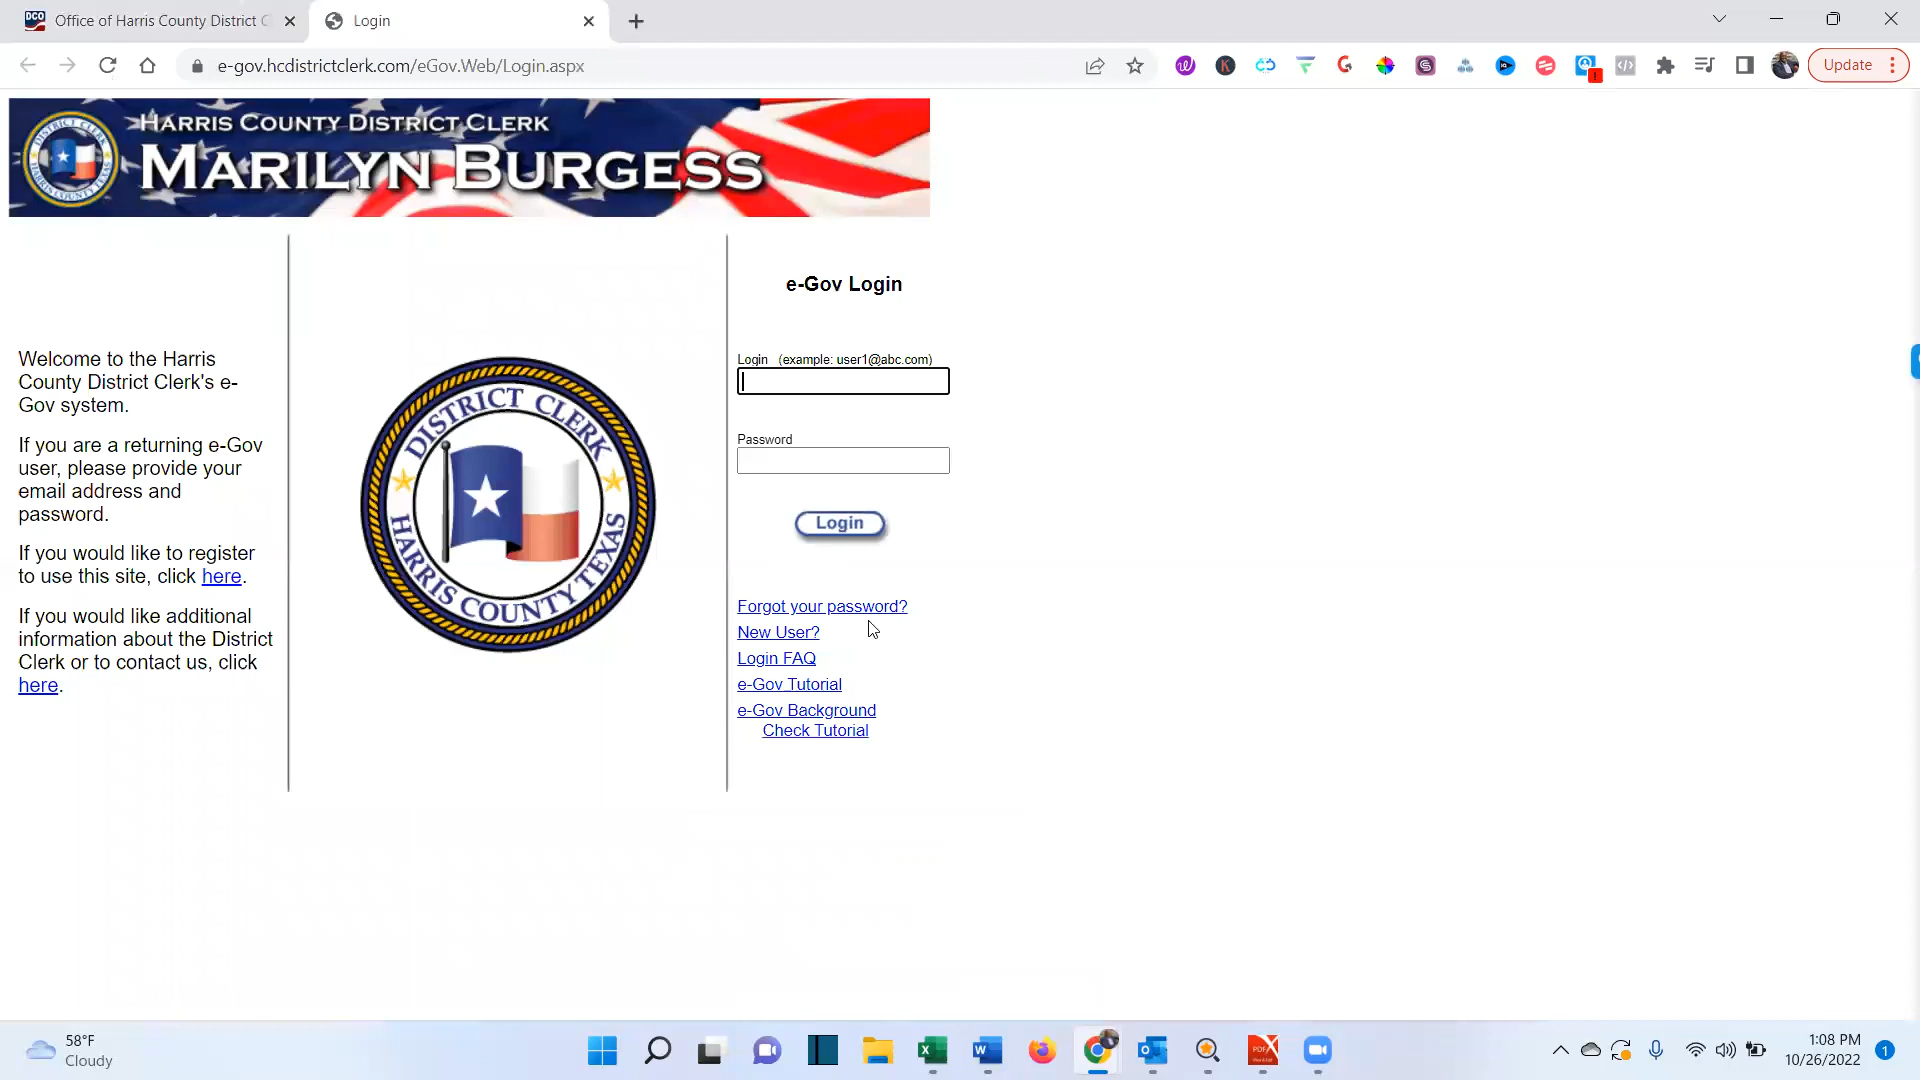 Office of Harris County District C
Login
e-gov.hcdistrictclerk.com/eGov.Web/Login.aspx
Update
HARRIS COUNTY DISTRICT CLERK
MARILYN BURGESS
e-Gov Login
Welcome to the Harris
County District Clerk's e-
Gov system.
If you are a returning e-Gov
user, please provide your
email address and
password.
If you would like to register
to use this site, click here.
If you would like additional
information about the District
Clerk or to contact us, click
here.
DISTRICT CLERK
HARRIS COUNTY TEXAS
Login (example: user1@abc.com)
Password
Login
Forgot your password?
New User?
Login FAQ
e-Gov Tutorial
e-Gov Background
Check Tutorial
58°F
Cloudy
1:08 PM
10/26/2022
1